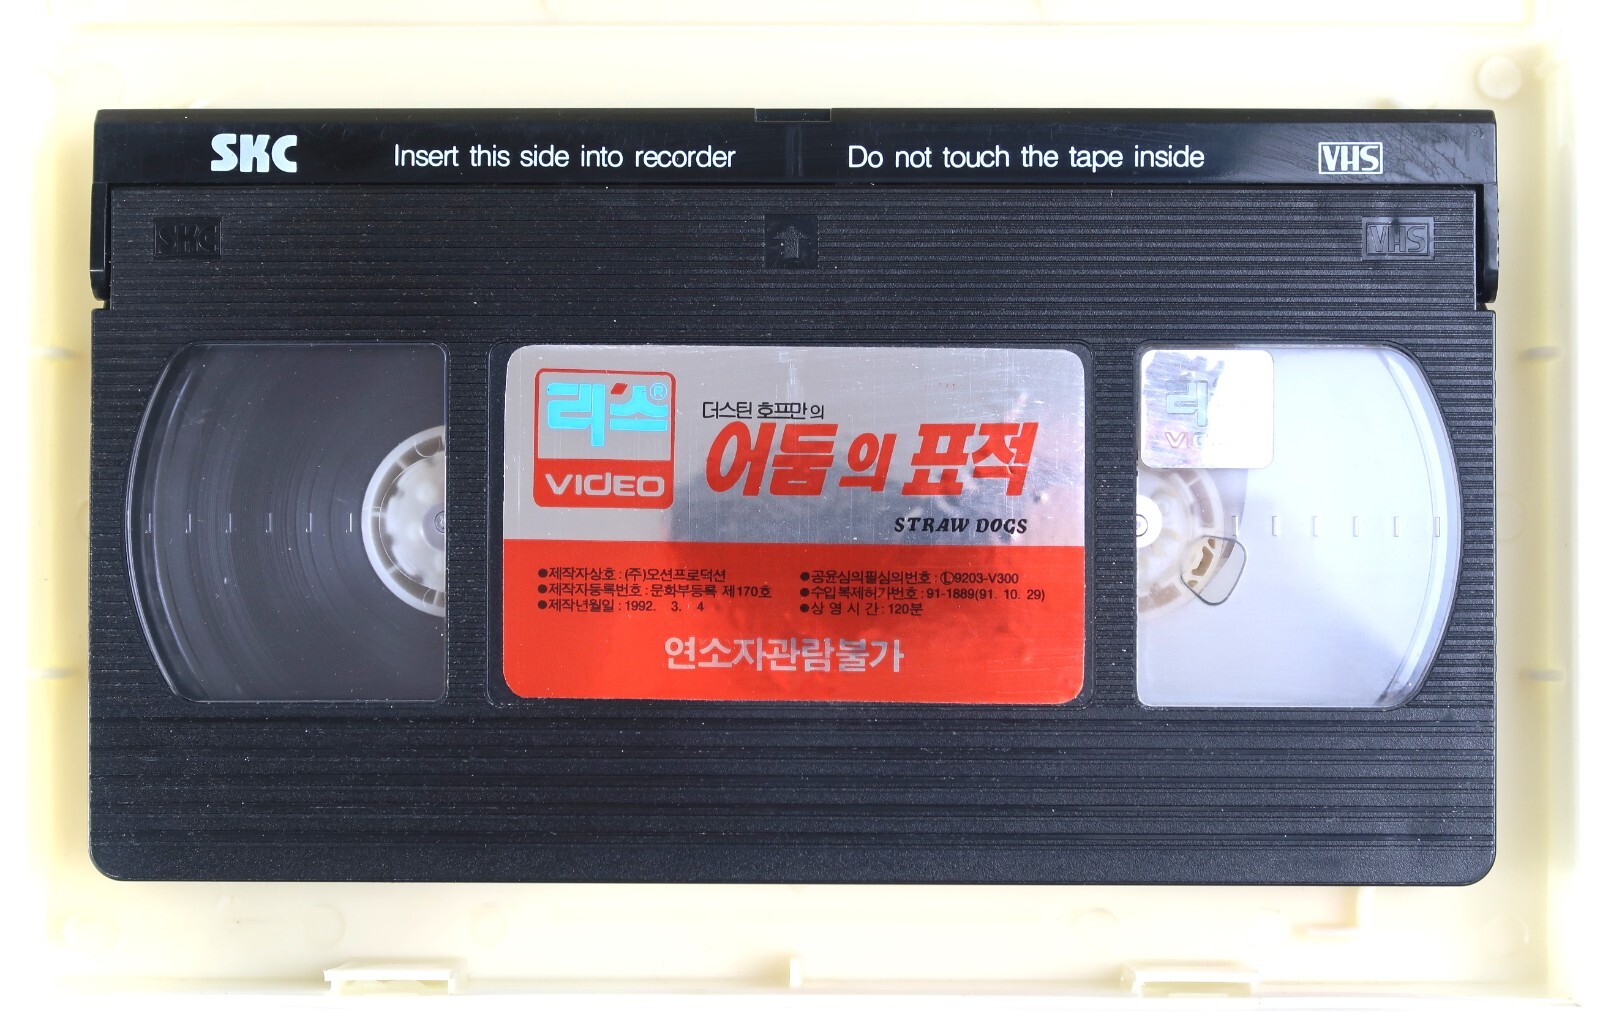 SKC Insert this side into recorder Do not touch the tape inside VHS
SKC VHS
리스®
VIDEO
더스틴 호프만의
어둠의 표적
STRAW DOGS
●제작자상호 : (주)오션프로덕션
●제작자등록번호 : 문화부등록 제170호
●제작년월일 : 1992. 3. 4
●공윤심의필심의번호 : Ⓛ9203-V300
●수입복제허가번호 : 91-1889(91. 10. 29)
●상 영 시 간 : 120분
연소자관람불가